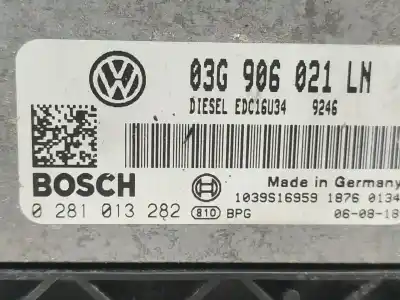 03G 906 021 LN
DIESEL EDC16U34 9246
BOSCH
Made in Germany
0 281 013 282 810 BPG
1039S16959 1876 0134
06-08-18